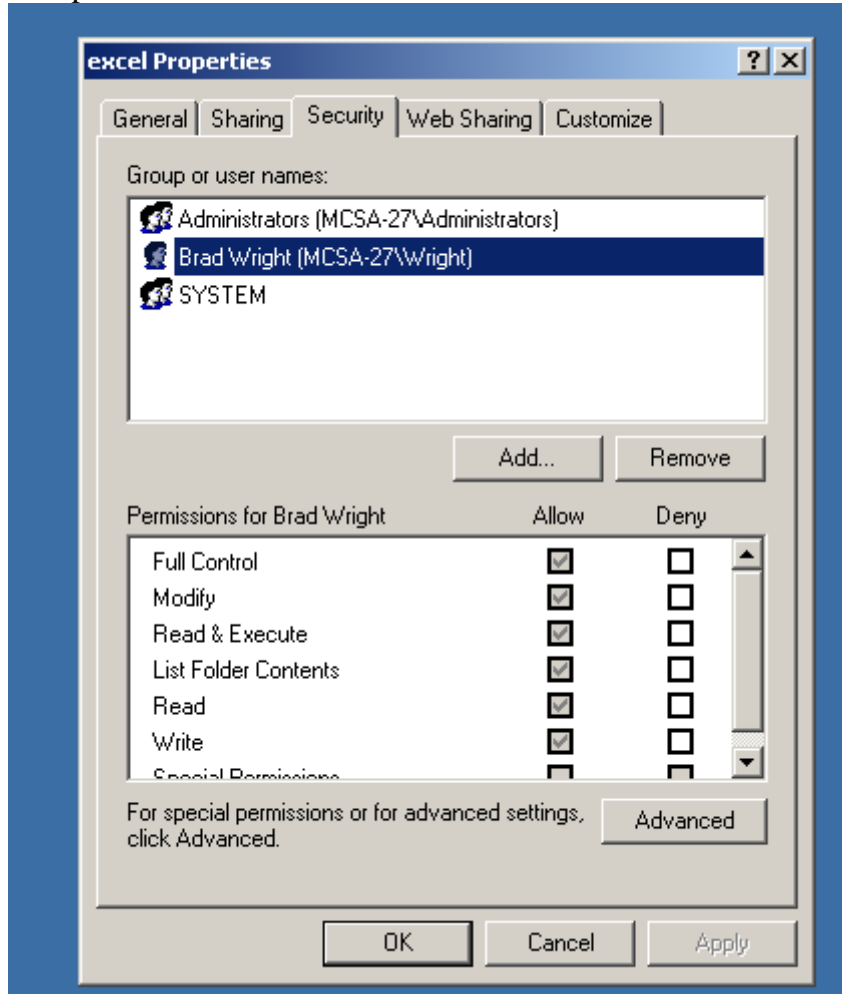 excel Properties
General Sharing Security Web Sharing Customize
Group or user names:
Administrators (MCSA-27\Administrators)
Brad Wright (MCSA-27\Wright)
SYSTEM
Add... Remove
Permissions for Brad Wright Allow Deny
Full Control
Modify
Read & Execute
List Folder Contents
Read
Write
Special Permissions
For special permissions or for advanced settings,
click Advanced.
Advanced
OK Cancel Apply